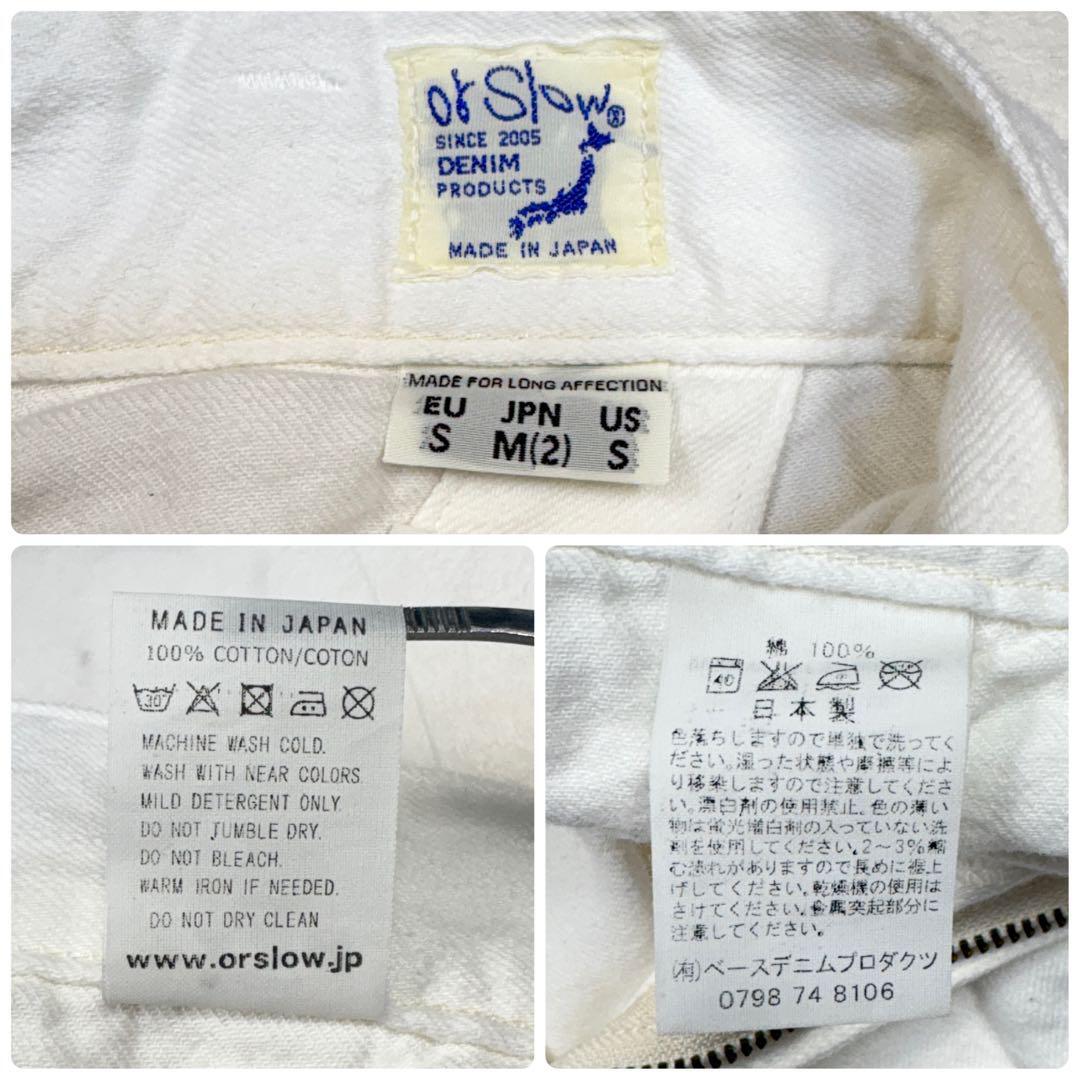 orSlow®
SINCE 2005
DENIM
PRODUCTS
MADE IN JAPAN
MADE FOR LONG AFFECTION
EU JPN US
S M(2) S
MADE IN JAPAN
100% COTTON/COTON
30°
MACHINE WASH COLD.
WASH WITH NEAR COLORS
MILD DETERGENT ONLY.
DO NOT TUMBLE DRY.
DO NOT BLEACH.
WARM IRON IF NEEDED.
DO NOT DRY CLEAN
www.orslow.jp
綿 100%
40
日本製
色落ちしますので単独で洗ってく
ださい。湿った状態や摩擦等によ
り移染しますので注意してくださ
い。漂白剤の使用禁止。色の薄い
物は蛍光増白剤の入っていない洗
剤を使用してください。2～3%縮
む恐れがありますので長めに裾上
げしてください。乾燥機の使用は
さけてください。金属突起部分に
注意してください。
(有)ベースデニムプロダクツ
0798 74 8106